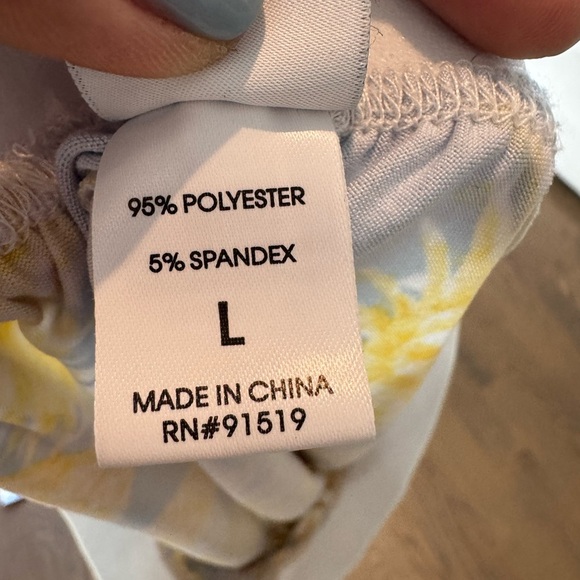 95% POLYESTER
5% SPANDEX
L
MADE IN CHINA
RN#91519